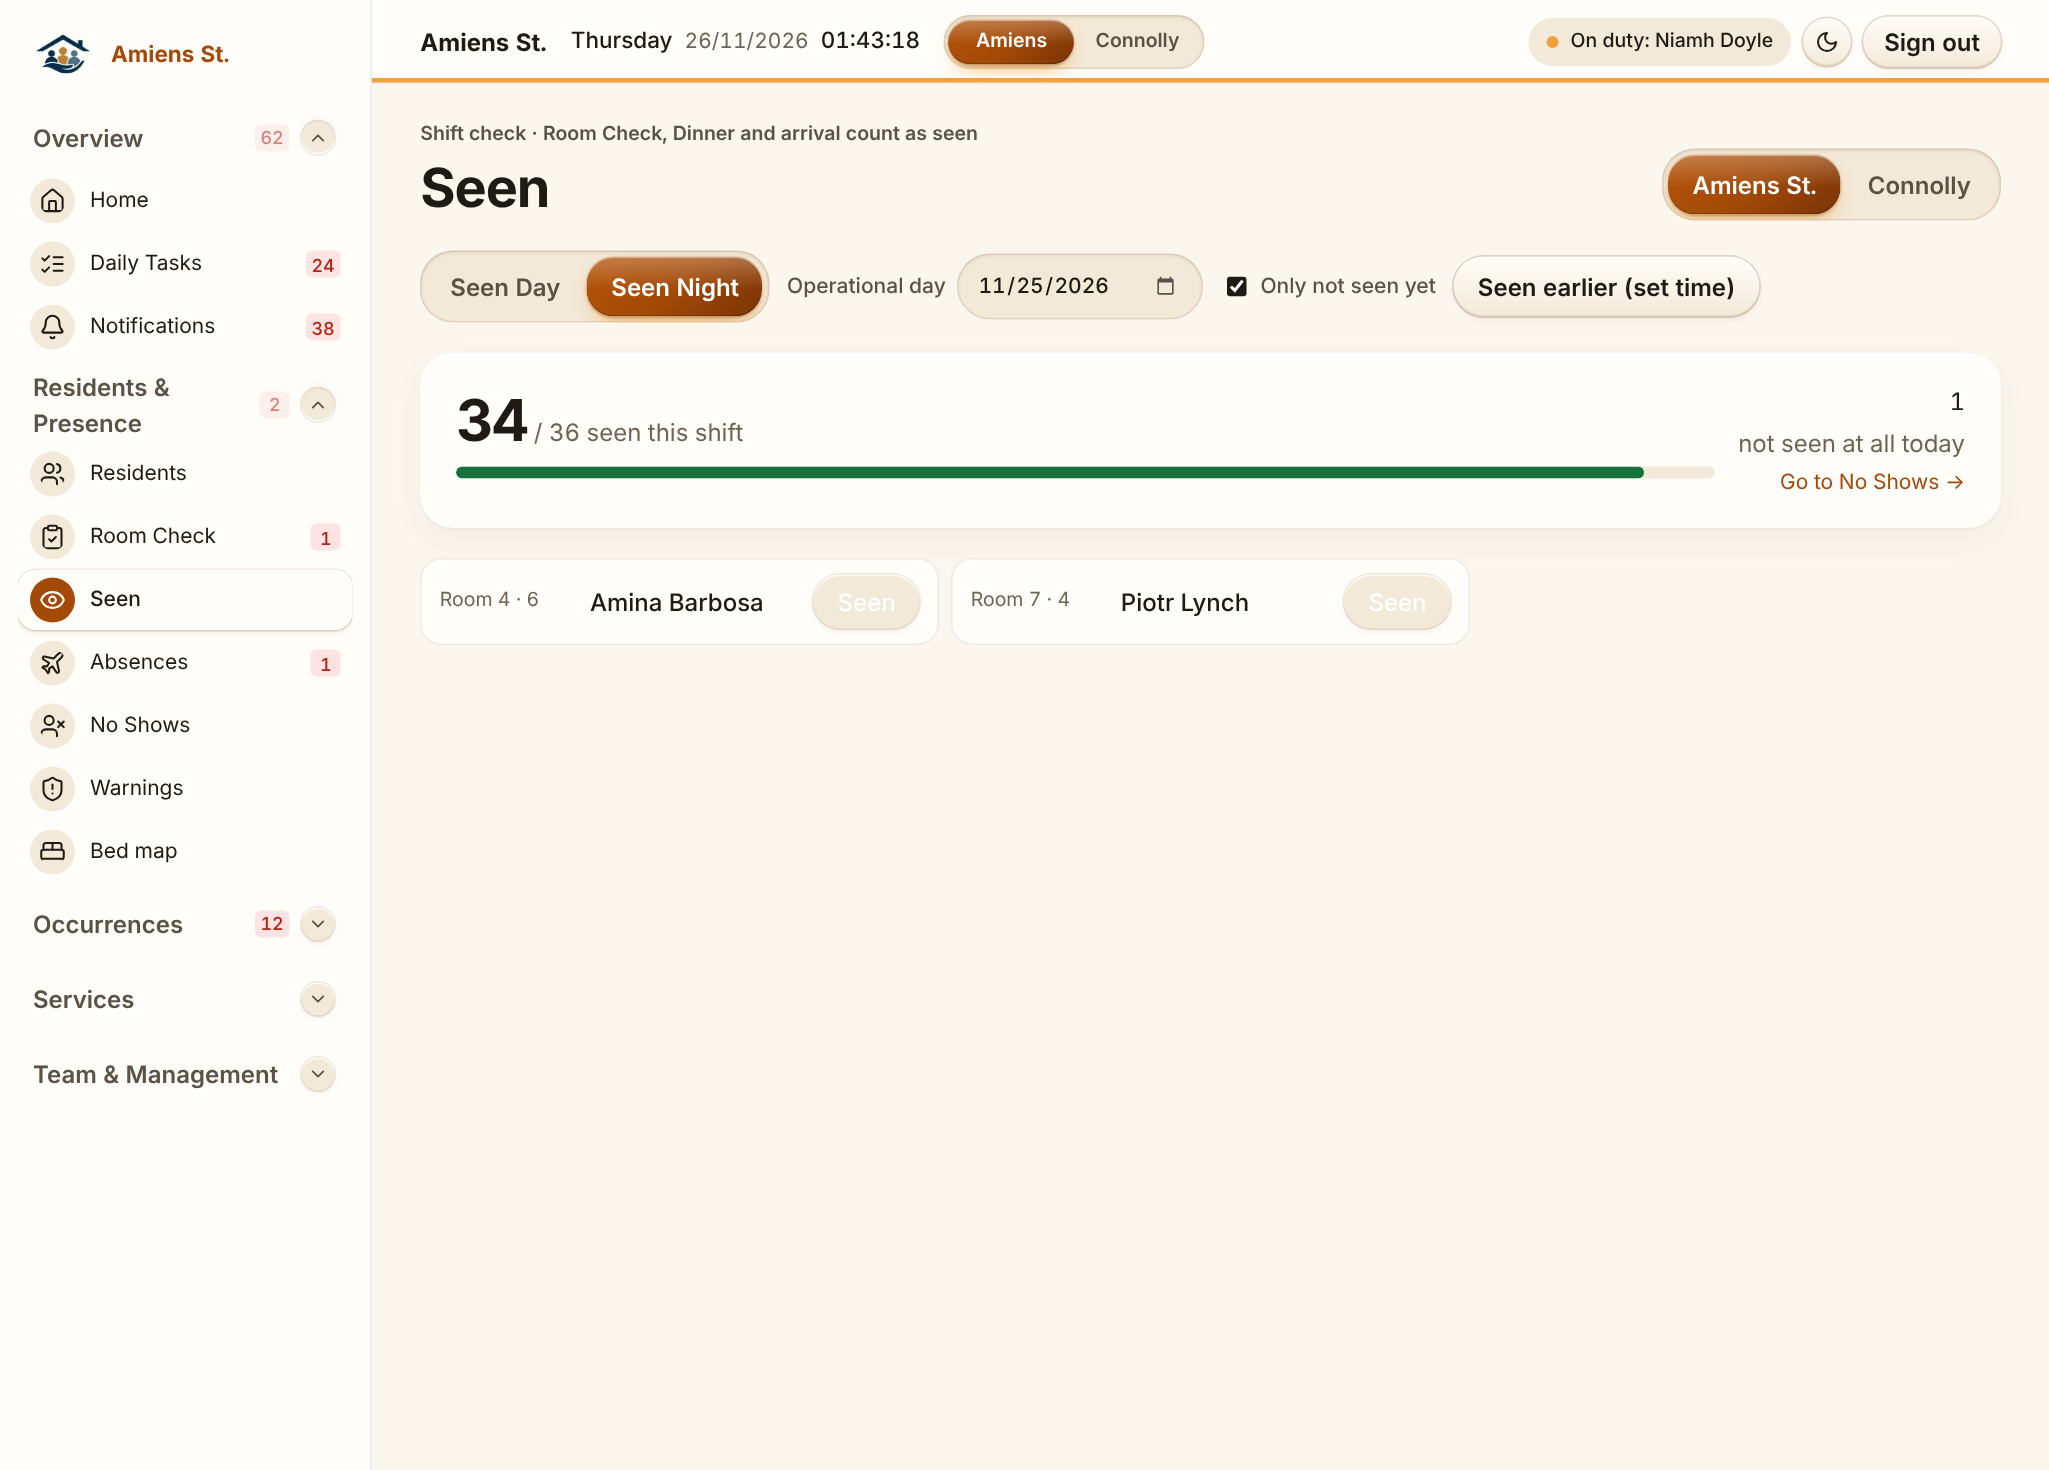 Amiens St.
Overview 62
Home
Daily Tasks 24
Notifications 38
Residents & Presence 2
Residents
Room Check 1
Seen
Absences 1
No Shows
Warnings
Bed map
Occurrences 12
Services
Team & Management
Amiens St. Thursday 26/11/2026 01:43:18 Amiens Connolly On duty: Niamh Doyle Sign out
Shift check · Room Check, Dinner and arrival count as seen
Seen
Amiens St. Connolly
Seen Day Seen Night Operational day 11/25/2026 Only not seen yet Seen earlier (set time)
34 / 36 seen this shift
1
not seen at all today
Go to No Shows →
Room 4 · 6 Amina Barbosa Seen
Room 7 · 4 Piotr Lynch Seen